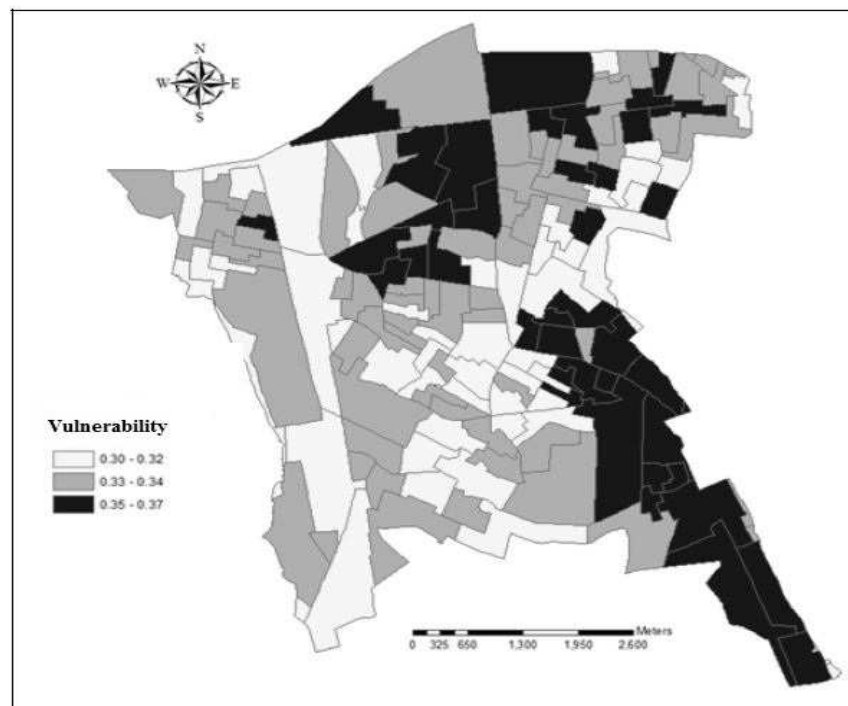 N
W E
S
Vulnerability
0.30 - 0.32
0.33 - 0.34
0.35 - 0.37
Meters
0 325 650 1,300 1,950 2,600